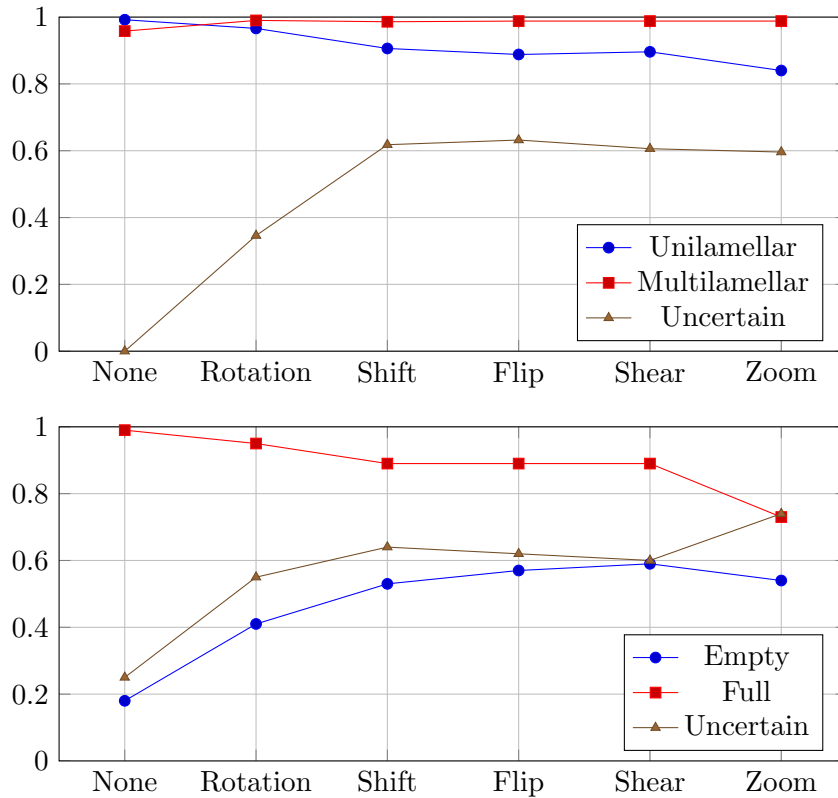 1
0.8
0.6
0.4
0.2
0
Unilamellar
Multilamellar
Uncertain
None Rotation Shift Flip Shear Zoom
1
0.8
0.6
0.4
0.2
0
Empty
Full
Uncertain
None Rotation Shift Flip Shear Zoom